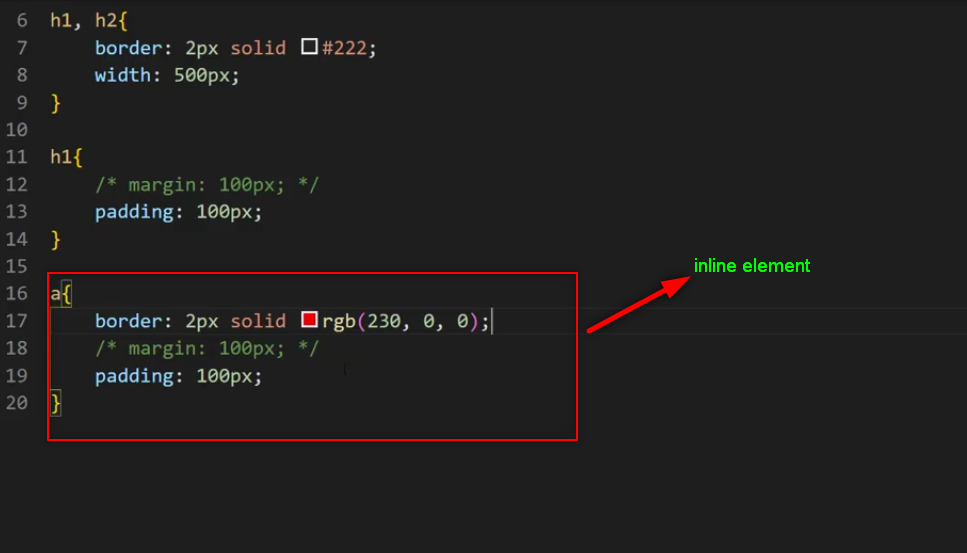 6 h1, h2{
7     border: 2px solid #222;
8     width: 500px;
9 }
10
11 h1{
12     /* margin: 100px; */
13     padding: 100px;
14 }
15
inline element
16 a{
17     border: 2px solid rgb(230, 0, 0);
18     /* margin: 100px; */
19     padding: 100px;
20 }